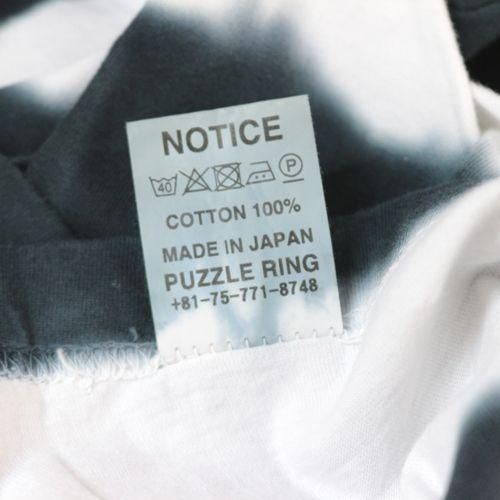 NOTICE
40 P
COTTON 100%
MADE IN JAPAN
PUZZLE RING
+81-75-771-8748